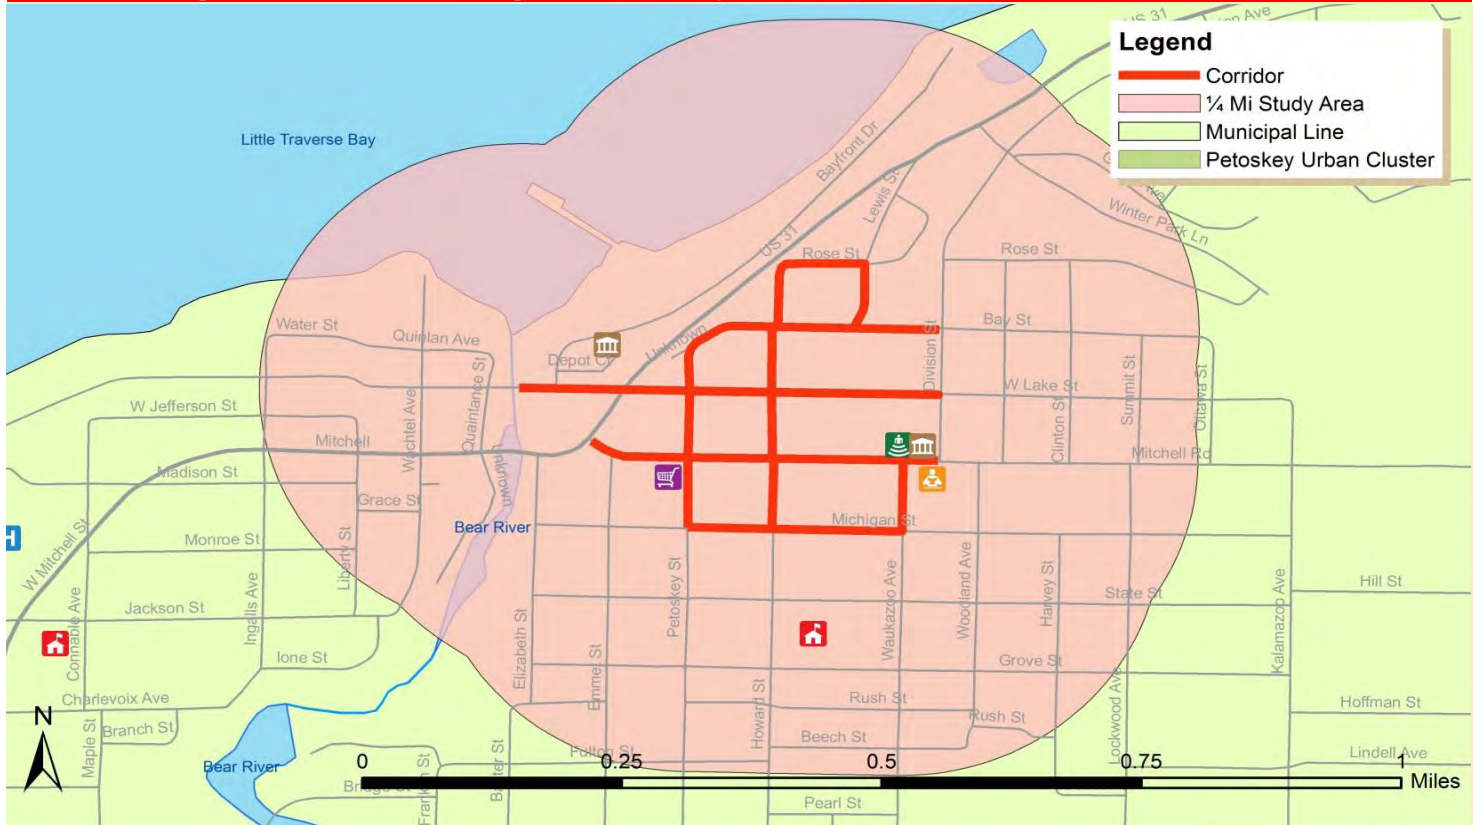 US 31
Legend
Corridor
¼ Mi Study Area
Municipal Line
Petoskey Urban Cluster
Little Traverse Bay
Bayfront Dr
Lewis St
Winter Park Ln
US 31
Rose St
Rose St
Water St
Quinlan Ave
Bay St
Division St
Unknown
Depot Ct
Quaintance St
Wachtel Ave
W Lake St
Summit St
Ottawa St
Clinton St
W Jefferson St
Mitchell
Mitchell Rd
Madison St
Unknown
Grace St
Michigan St
Bear River
H
W Mitchell St
Monroe St
Liberty St
Ingalls Ave
Connable Ave
Jackson St
Petoskey St
Waukazoo Ave
Woodland Ave
Harvey St
State St
Kalamazoo Ave
Hill St
Elizabeth St
Emmet St
Ione St
Grove St
Charlevoix Ave
Branch St
Maple St
Howard St
Rush St
Rush St
Lockwood Ave
Hoffman St
Beech St
Fulton St
Lindell Ave
N
Bear River
Franklin St
Bridge St
0 0.25 0.5 0.75 1
Miles
Pearl St